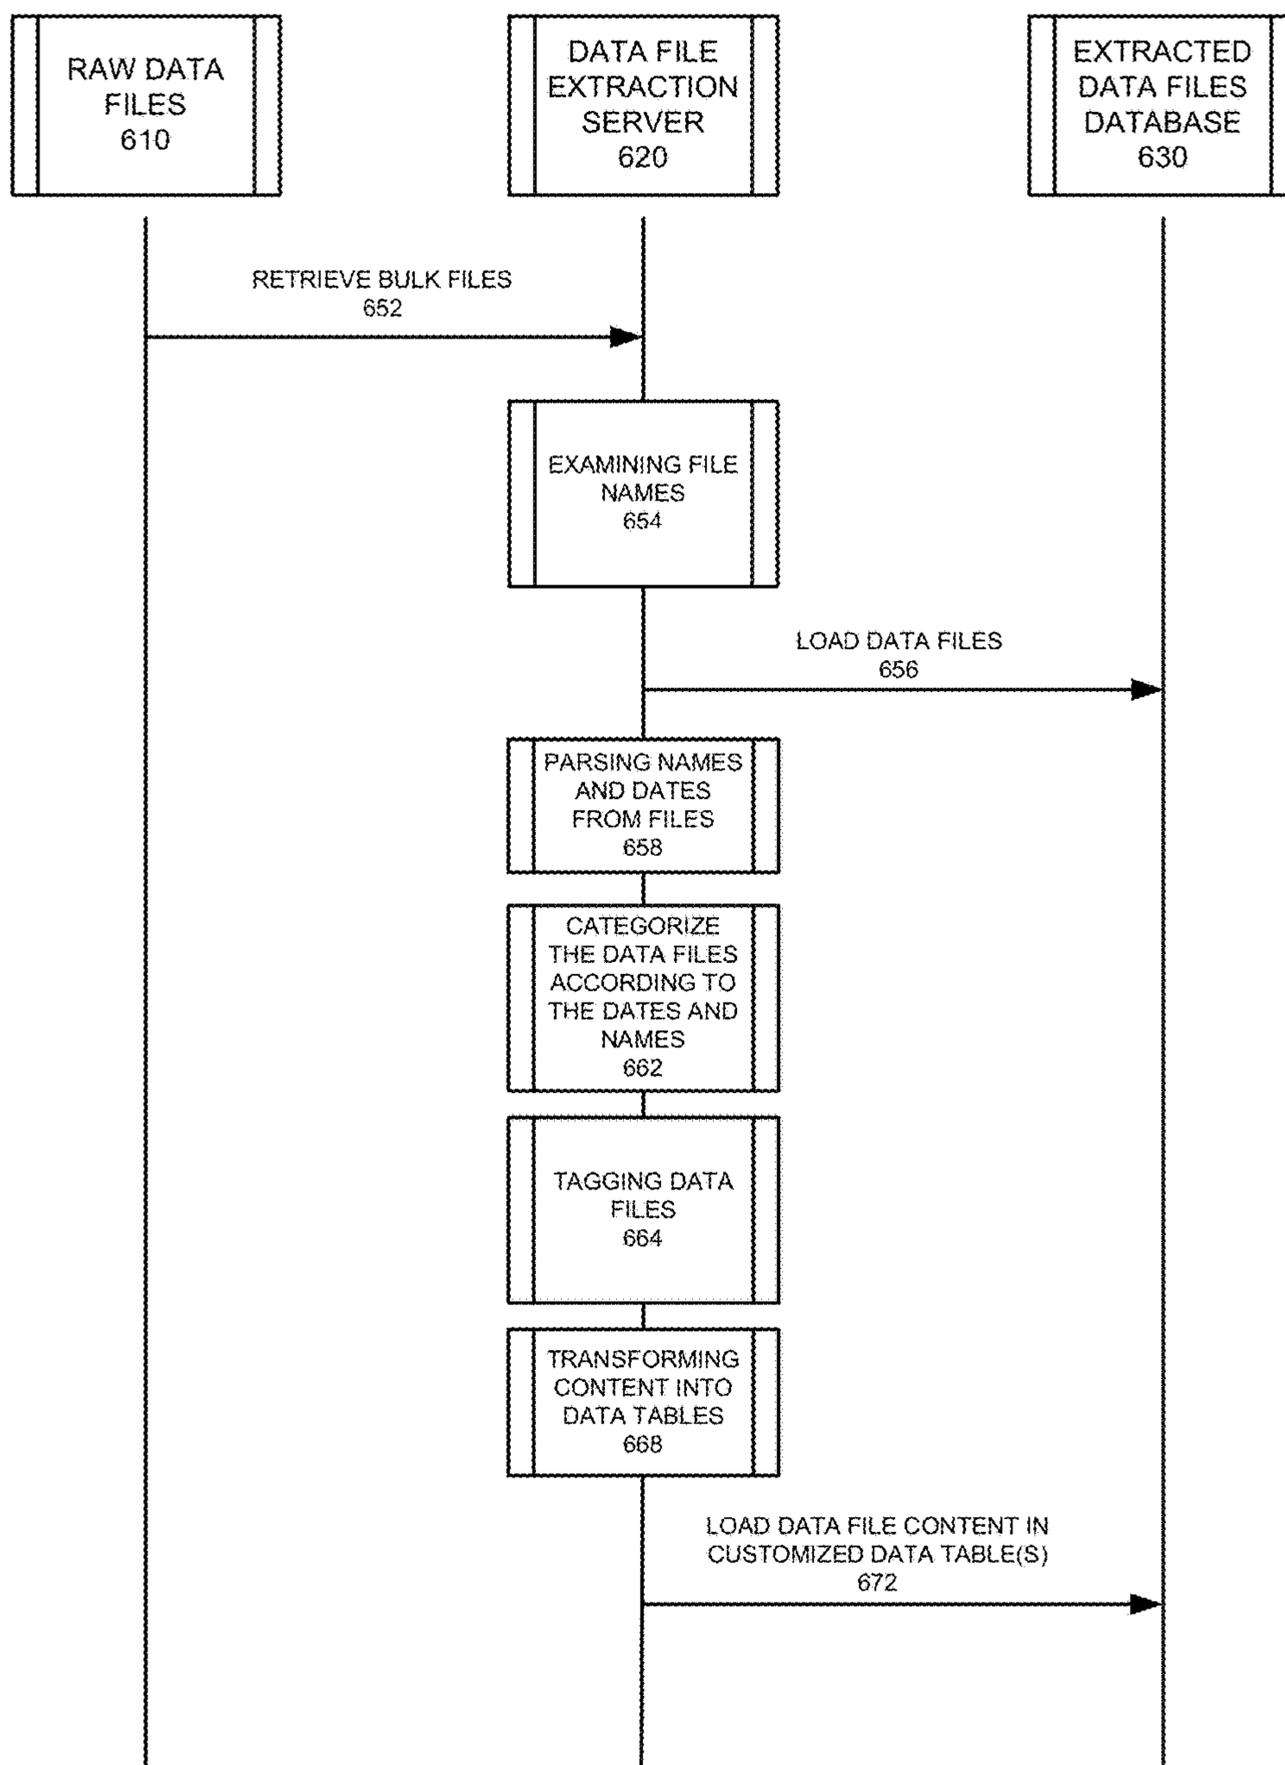 RAW DATA
FILES
610
DATA FILE
EXTRACTION
SERVER
620
EXTRACTED
DATA FILES
DATABASE
630
RETRIEVE BULK FILES
652
EXAMINING FILE
NAMES
654
LOAD DATA FILES
656
PARSING NAMES
AND DATES
FROM FILES
658
CATEGORIZE
THE DATA FILES
ACCORDING TO
THE DATES AND
NAMES
662
TAGGING DATA
FILES
664
TRANSFORMING
CONTENT INTO
DATA TABLES
668
LOAD DATA FILE CONTENT IN
CUSTOMIZED DATA TABLE(S)
672